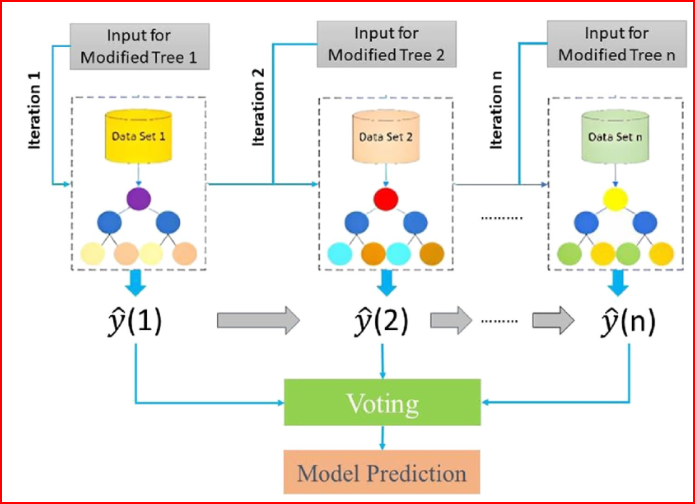 Input for
Modified Tree 1
Input for
Modified Tree 2
Input for
Modified Tree n
Iteration 1
Iteration 2
Iteration n
Data Set 1
Data Set 2
Data Set n
..........
ŷ(1)
ŷ(2)
.........
ŷ(n)
Voting
Model Prediction